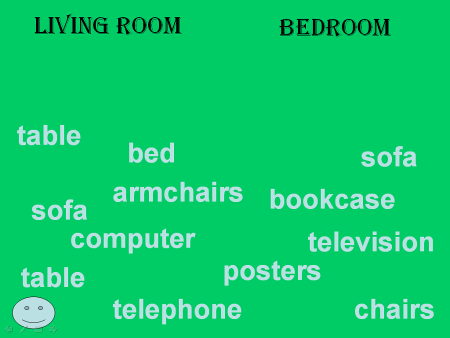 LIVING ROOM
BEDROOM
table
bed
sofa
armchairs
bookcase
sofa
computer
television
table
posters
telephone
chairs